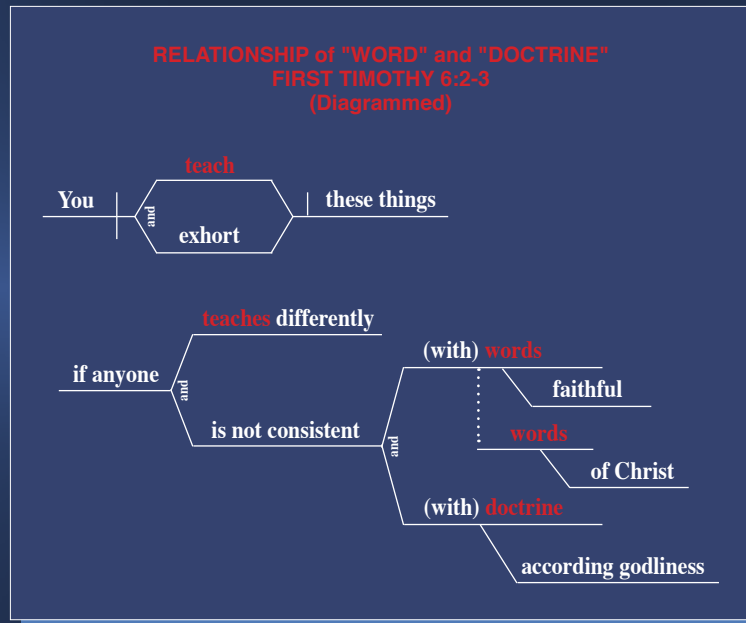 RELATIONSHIP of "WORD" and "DOCTRINE"
FIRST TIMOTHY 6:2-3
(Diagrammed)
teach
You
and
these things
exhort
teaches differently
if anyone
and
is not consistent
and
(with) words
faithful
words
of Christ
(with) doctrine
according godliness